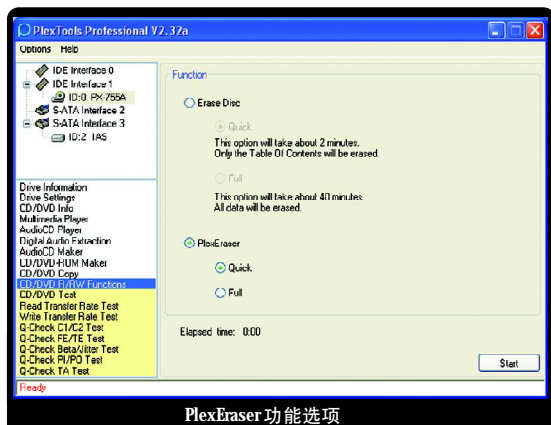 PlexTools Professional V2.32a
Options Help
IDE Interface 0
IDE Interface 1
ID:0 PX-755A
S-ATA Interface 2
S-ATA Interface 3
ID:2 IAS
Drive Information
Drive Settings
CD/DVD Info
Multimedia Player
AudioCD Player
Digital Audio Extraction
AudioCD Maker
CD/DVD-ROM Maker
CD/DVD Copy
CD/DVD R/RW Functions
CD/DVD Test
Read Transfer Rate Test
Write Transfer Rate Test
Q-Check C1/C2 Test
Q-Check FE/TE Test
Q-Check Beta/Jitter Test
Q-Check PI/PO Test
Q-Check TA Test
Function
Erase Disc
Quick
This option will take about 2 minutes.
Only the Table Of Contents will be erased.
Full
This option will take about 40 minutes
All data will be erased.
PlexEraser
Quick
Full
Elapsed time: 0:00
Start
Ready
PlexEraser功能选项